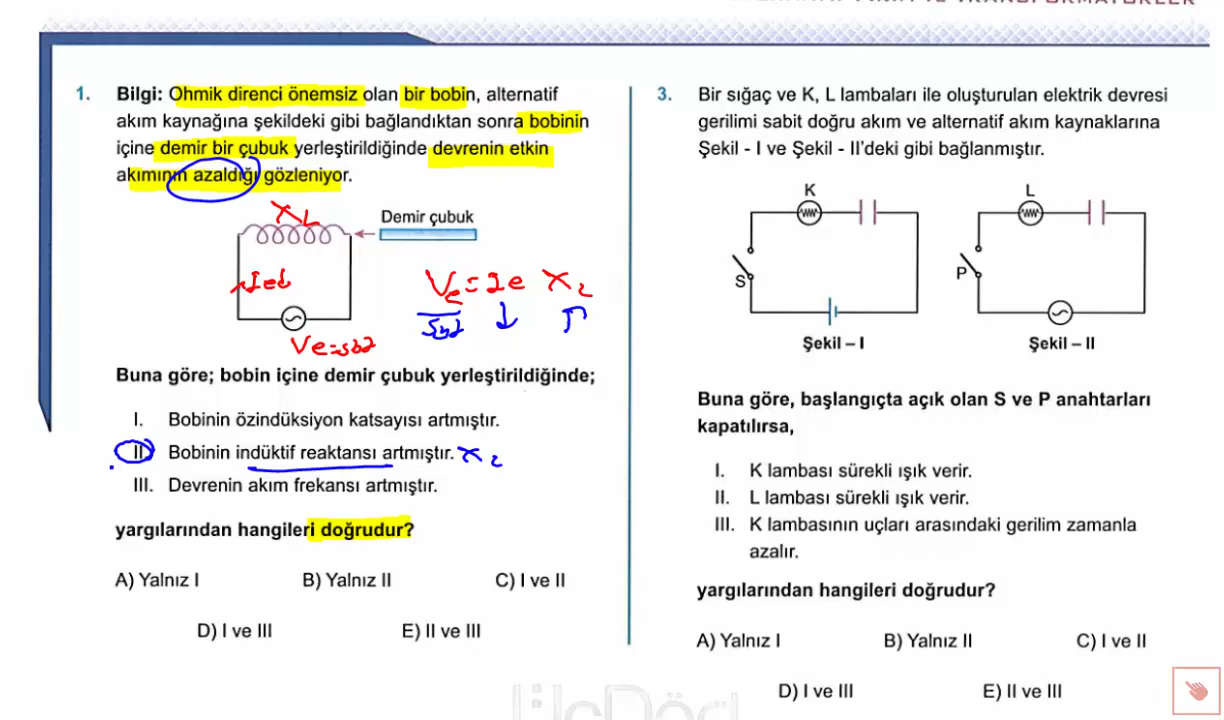 1. Bilgi: Ohmik direnci önemsiz olan bir bobin, alternatif
akım kaynağına şekildeki gibi bağlandıktan sonra bobinin
içine demir bir çubuk yerleştirildiğinde devrenin etkin
akımının azaldığı gözleniyor.
X L
Demir çubuk
Ve = Ie X L
sbt
Ve=sbt
Buna göre; bobin içine demir çubuk yerleştirildiğinde;
I. Bobinin özindüksiyon katsayısı artmıştır.
II. Bobinin indüktif reaktansı artmıştır. X L
III. Devrenin akım frekansı artmıştır.
yargılarından hangileri doğrudur?
A) Yalnız I B) Yalnız II C) I ve II
D) I ve III E) II ve III
3. Bir sığaç ve K, L lambaları ile oluşturulan elektrik devresi
gerilimi sabit doğru akım ve alternatif akım kaynaklarına
Şekil - I ve Şekil - II'deki gibi bağlanmıştır.
K L
S P
Şekil – I Şekil – II
Buna göre, başlangıçta açık olan S ve P anahtarları
kapatılırsa,
I. K lambası sürekli ışık verir.
II. L lambası sürekli ışık verir.
III. K lambasının uçları arasındaki gerilim zamanla
azalır.
yargılarından hangileri doğrudur?
A) Yalnız I B) Yalnız II C) I ve II
D) I ve III E) II ve III